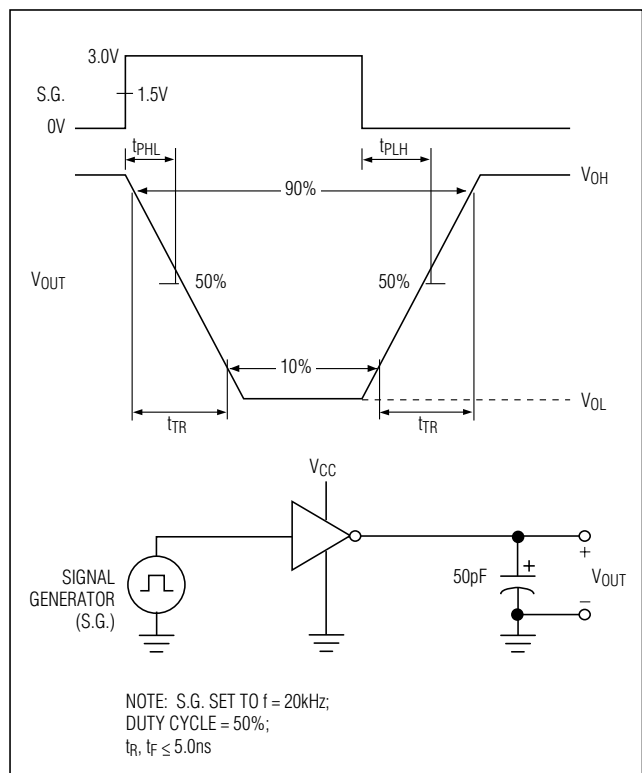 3.0V
S.G.
1.5V
0V
tPHL
tPLH
VOH
90%
VOUT
50%
50%
10%
VOL
tTR
tTR
VCC
SIGNAL
GENERATOR
(S.G.)
50pF
+
+
VOUT
−
NOTE: S.G. SET TO f = 20kHz;
DUTY CYCLE = 50%;
tR, tF ≤ 5.0ns